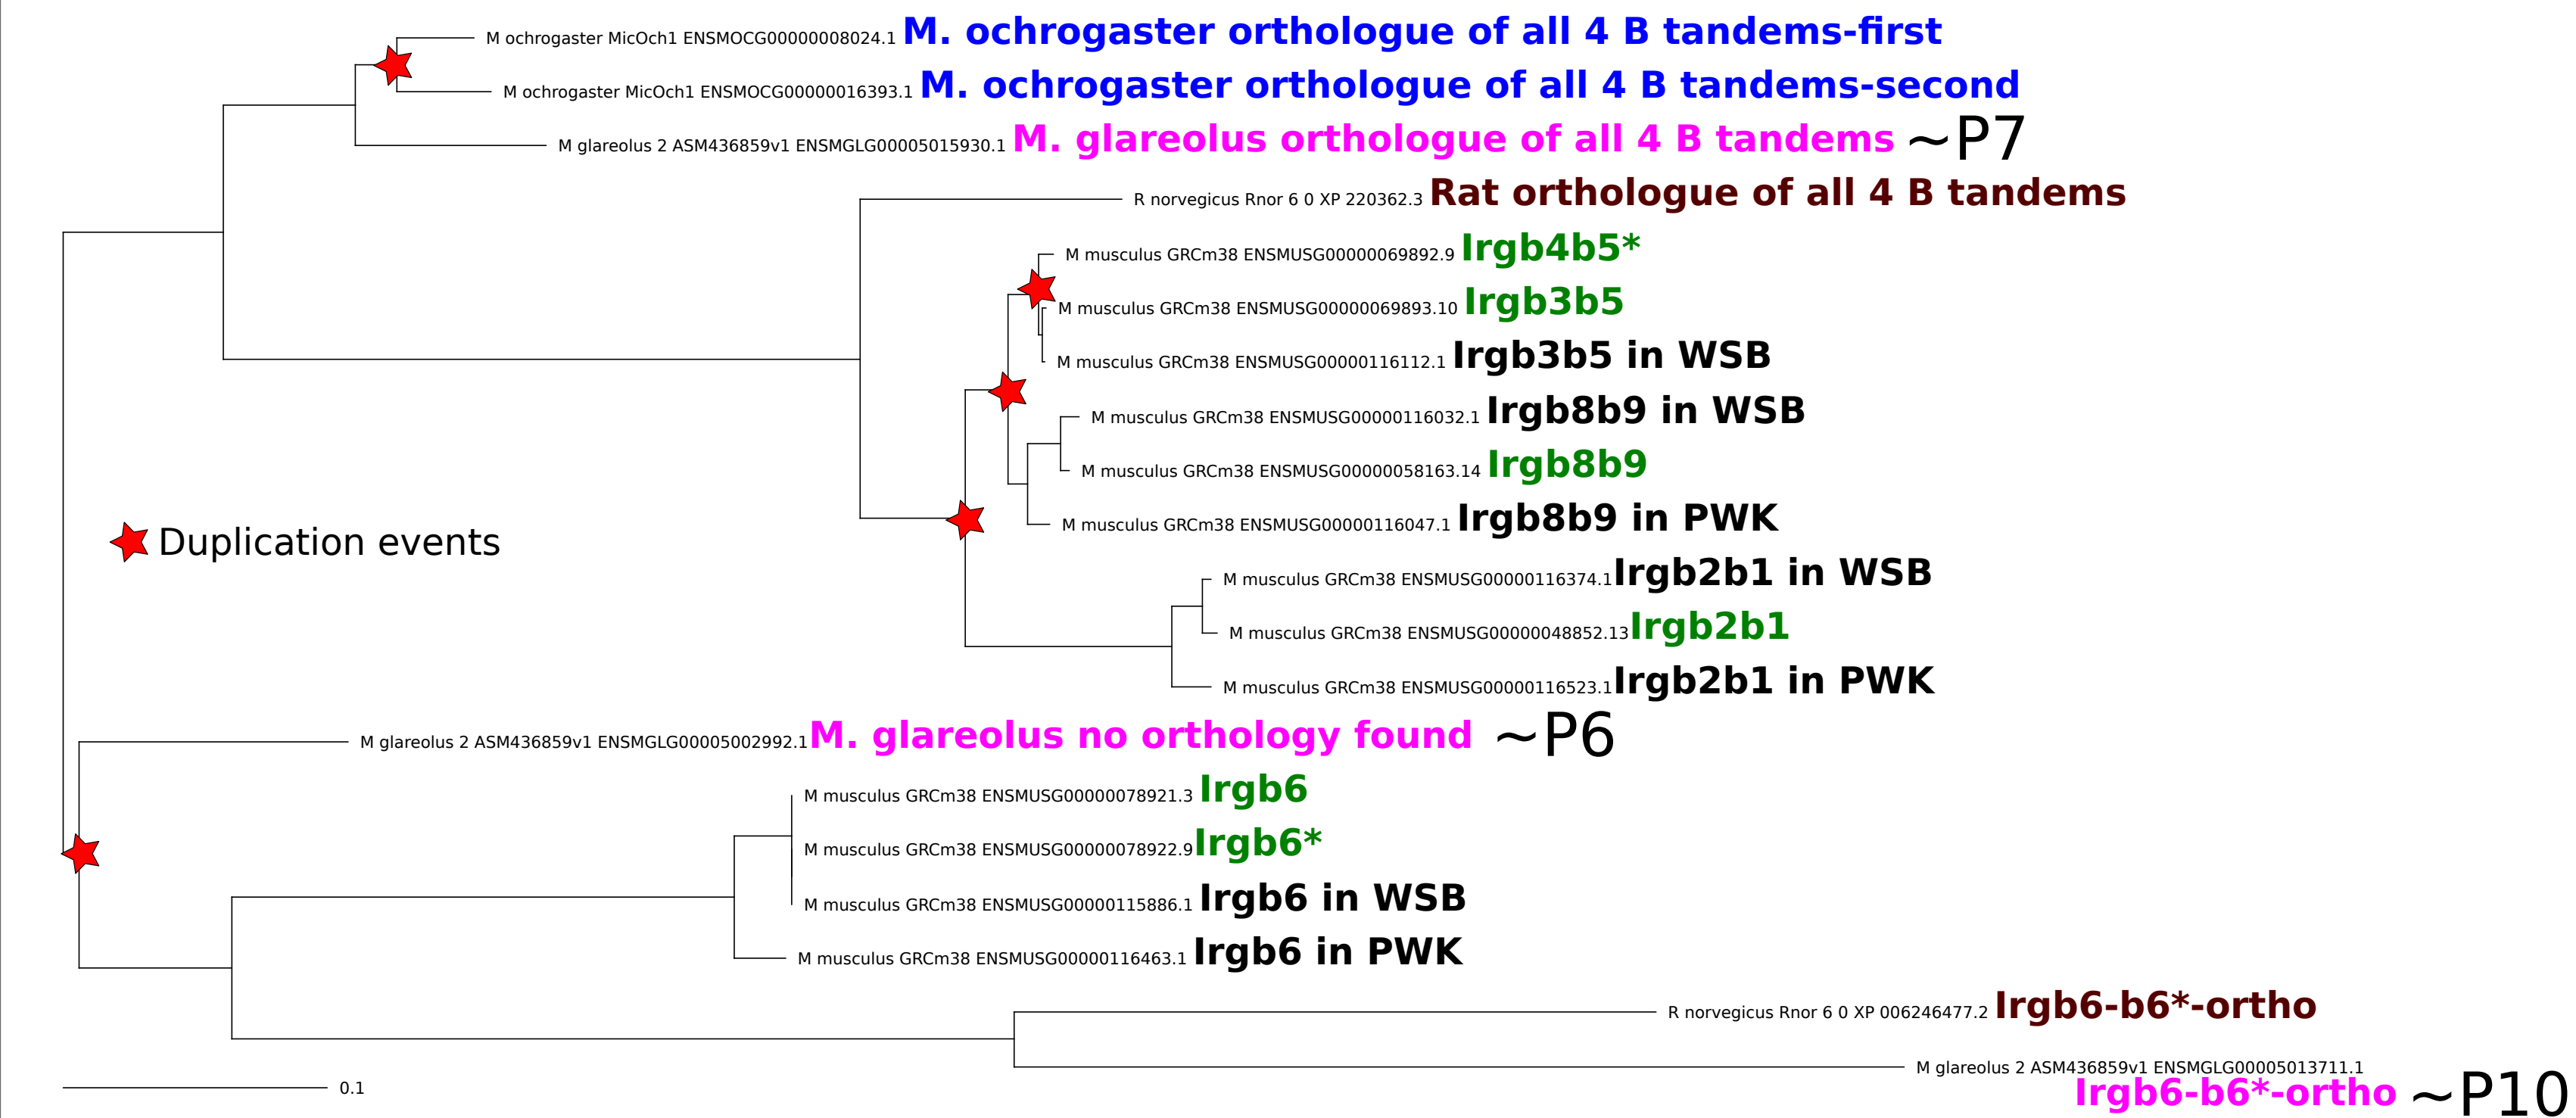 M ochrogaster MicOch1 ENSMOCG00000008024.1 M. ochrogaster orthologue of all 4 B tandems-first
M ochrogaster MicOch1 ENSMOCG00000016393.1 M. ochrogaster orthologue of all 4 B tandems-second
M glareolus 2 ASM436859v1 ENSMGLG00005015930.1 M. glareolus orthologue of all 4 B tandems ~P7
R norvegicus Rnor 6 0 XP 220362.3 Rat orthologue of all 4 B tandems
M musculus GRCm38 ENSMUSG00000069892.9 Irgb4b5*
M musculus GRCm38 ENSMUSG00000069893.10 Irgb3b5
M musculus GRCm38 ENSMUSG00000116112.1 Irgb3b5 in WSB
M musculus GRCm38 ENSMUSG00000116032.1 Irgb8b9 in WSB
M musculus GRCm38 ENSMUSG00000058163.14 Irgb8b9
M musculus GRCm38 ENSMUSG00000116047.1 Irgb8b9 in PWK
Duplication events
M musculus GRCm38 ENSMUSG00000116374.1 Irgb2b1 in WSB
M musculus GRCm38 ENSMUSG00000048852.13 Irgb2b1
M musculus GRCm38 ENSMUSG00000116523.1 Irgb2b1 in PWK
M glareolus 2 ASM436859v1 ENSMGLG00005002992.1 M. glareolus no orthology found ~P6
M musculus GRCm38 ENSMUSG00000078921.3 Irgb6
M musculus GRCm38 ENSMUSG00000078922.9 Irgb6*
M musculus GRCm38 ENSMUSG00000115886.1 Irgb6 in WSB
M musculus GRCm38 ENSMUSG00000116463.1 Irgb6 in PWK
R norvegicus Rnor 6 0 XP 006246477.2 Irgb6-b6*-ortho
M glareolus 2 ASM436859v1 ENSMGLG00005013711.1
Irgb6-b6*-ortho ~P10
0.1